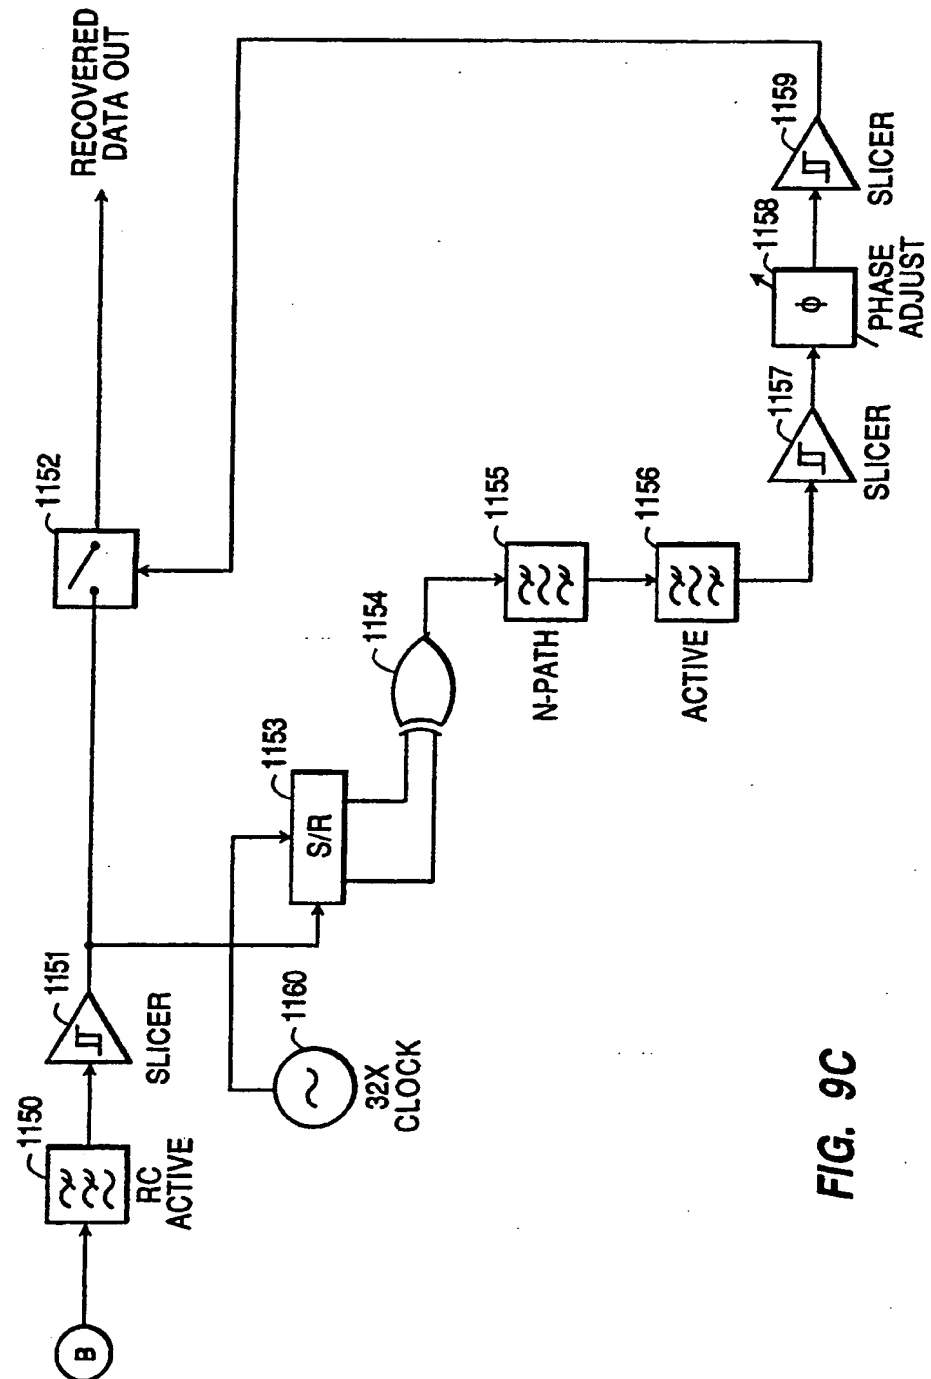 RECOVERED
DATA OUT
B
1150
RC
ACTIVE
1151
SLICER
1152
1160
32X
CLOCK
1153
S/R
1154
1155
N-PATH
1156
ACTIVE
1157
SLICER
1158
ϕ
PHASE
ADJUST
1159
SLICER
FIG. 9C